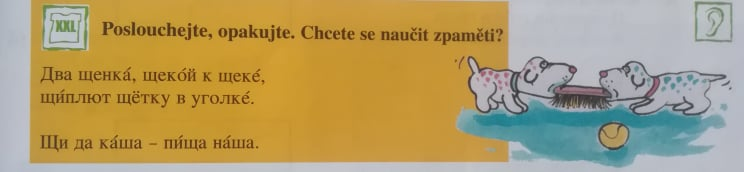 XXL
Poslouchejte, opakujte. Chcete se naučit zpaměti?
Два щенка́, щеко́й к щеке́,
щи́плют щётку в уголке́.
Щи да ка́ша – пи́ща на́ша.